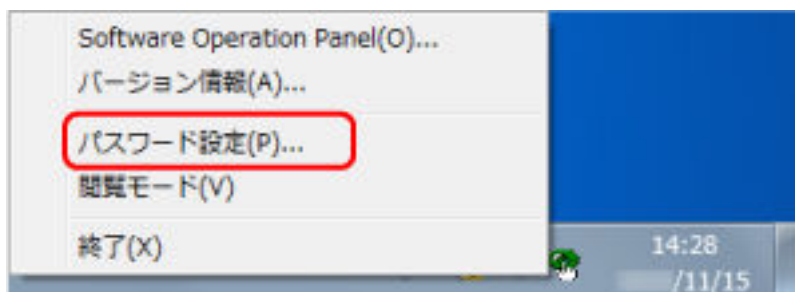 Software Operation Panel(O)...
バージョン情報(A)...
パスワード設定(P)...
閲覧モード(V)
終了(X)
14:28
/11/15